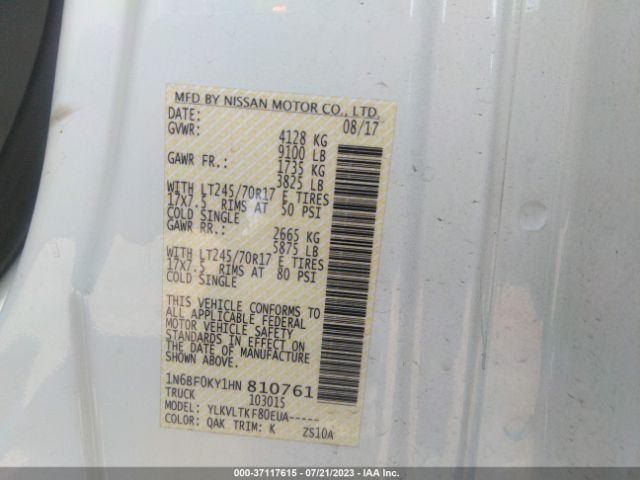 MFD BY NISSAN MOTOR CO., LTD.
DATE: 08/17
GVWR: 4128 KG
9100 LB
GAWR FR.: 1735 KG
3825 LB
WITH LT245/70R17 E TIRES
17X7.5 RIMS AT 50 PSI
COLD SINGLE
GAWR RR.: 2665 KG
5875 LB
WITH LT245/70R17 E TIRES
17X7.5 RIMS AT 80 PSI
COLD SINGLE
THIS VEHICLE CONFORMS TO
ALL APPLICABLE FEDERAL
MOTOR VEHICLE SAFETY
STANDARDS IN EFFECT ON
THE DATE OF MANUFACTURE
SHOWN ABOVE.
1N6BF0KY1HN 810761
TRUCK 103015
MODEL: YLKVLTKF80EUA-----
COLOR: QAK TRIM: K ZS10A
000-37117615 - 07/21/2023 - © IAA Inc.